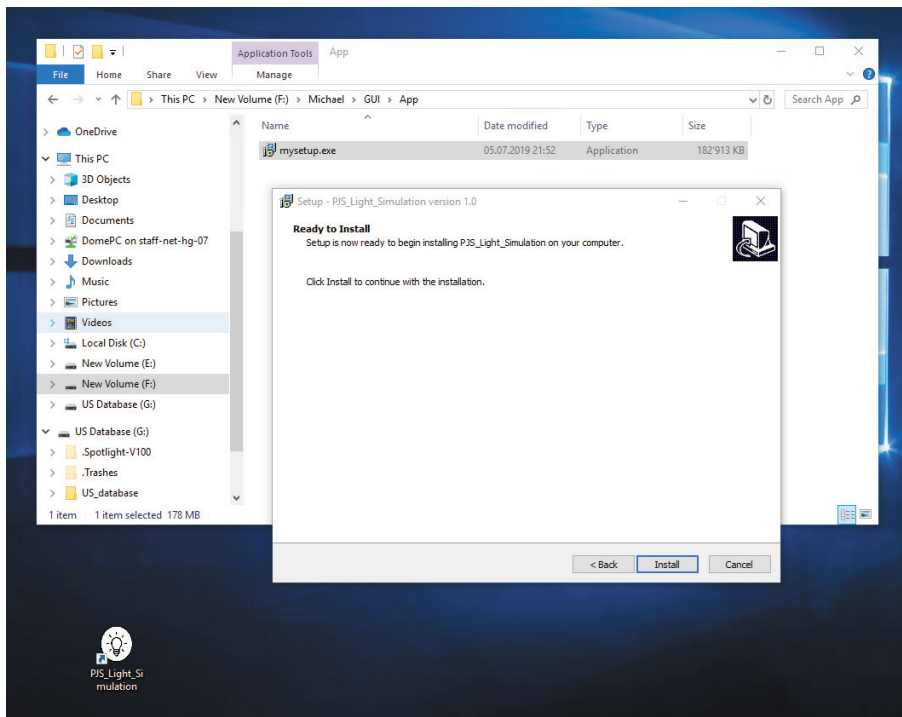 Application Tools App
File Home Share View Manage
This PC > New Volume (F:) > Michael > GUI > App
Search App
OneDrive
This PC
3D Objects
Desktop
Documents
DomePC on staff-net-hg-07
Downloads
Music
Pictures
Videos
Local Disk (C:)
New Volume (E:)
New Volume (F:)
US Database (G:)
US Database (G:)
.Spotlight-V100
.Trashes
US_database
Name Date modified Type Size
mysetup.exe 05.07.2019 21:52 Application 182'913 KB
1 item 1 item selected 178 MB
Setup - PJS_Light_Simulation version 1.0
Ready to Install
Setup is now ready to begin installing PJS_Light_Simulation on your computer.
Click Install to continue with the installation.
< Back Install Cancel
PJS_Light_Si
mulation